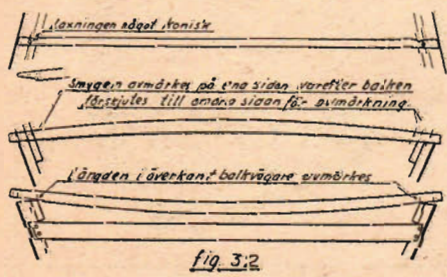 Laxningen något konisk
Smygen avmärkes på ena sidan varefter balken
förskjutes till andra sidan för avmärkning.
Längden i överkant balkvägare avmärkes
fig. 3:2